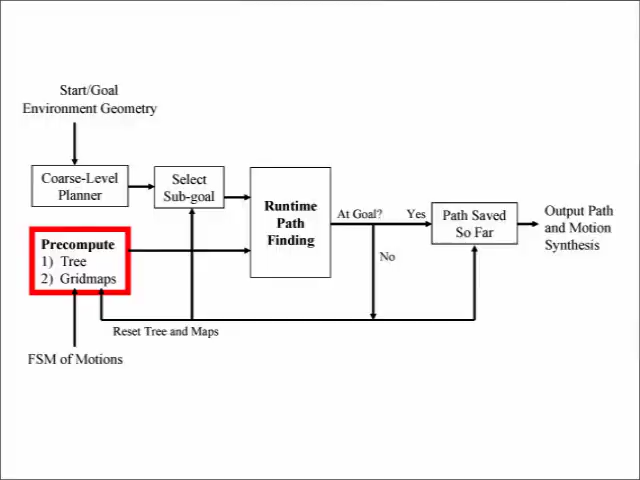 Start/Goal
Environment Geometry
Coarse-Level
Planner
Select
Sub-goal
Runtime
Path
Finding
At Goal?
Yes
Path Saved
So Far
Output Path
and Motion
Synthesis
Precompute
1) Tree
2) Gridmaps
No
Reset Tree and Maps
FSM of Motions